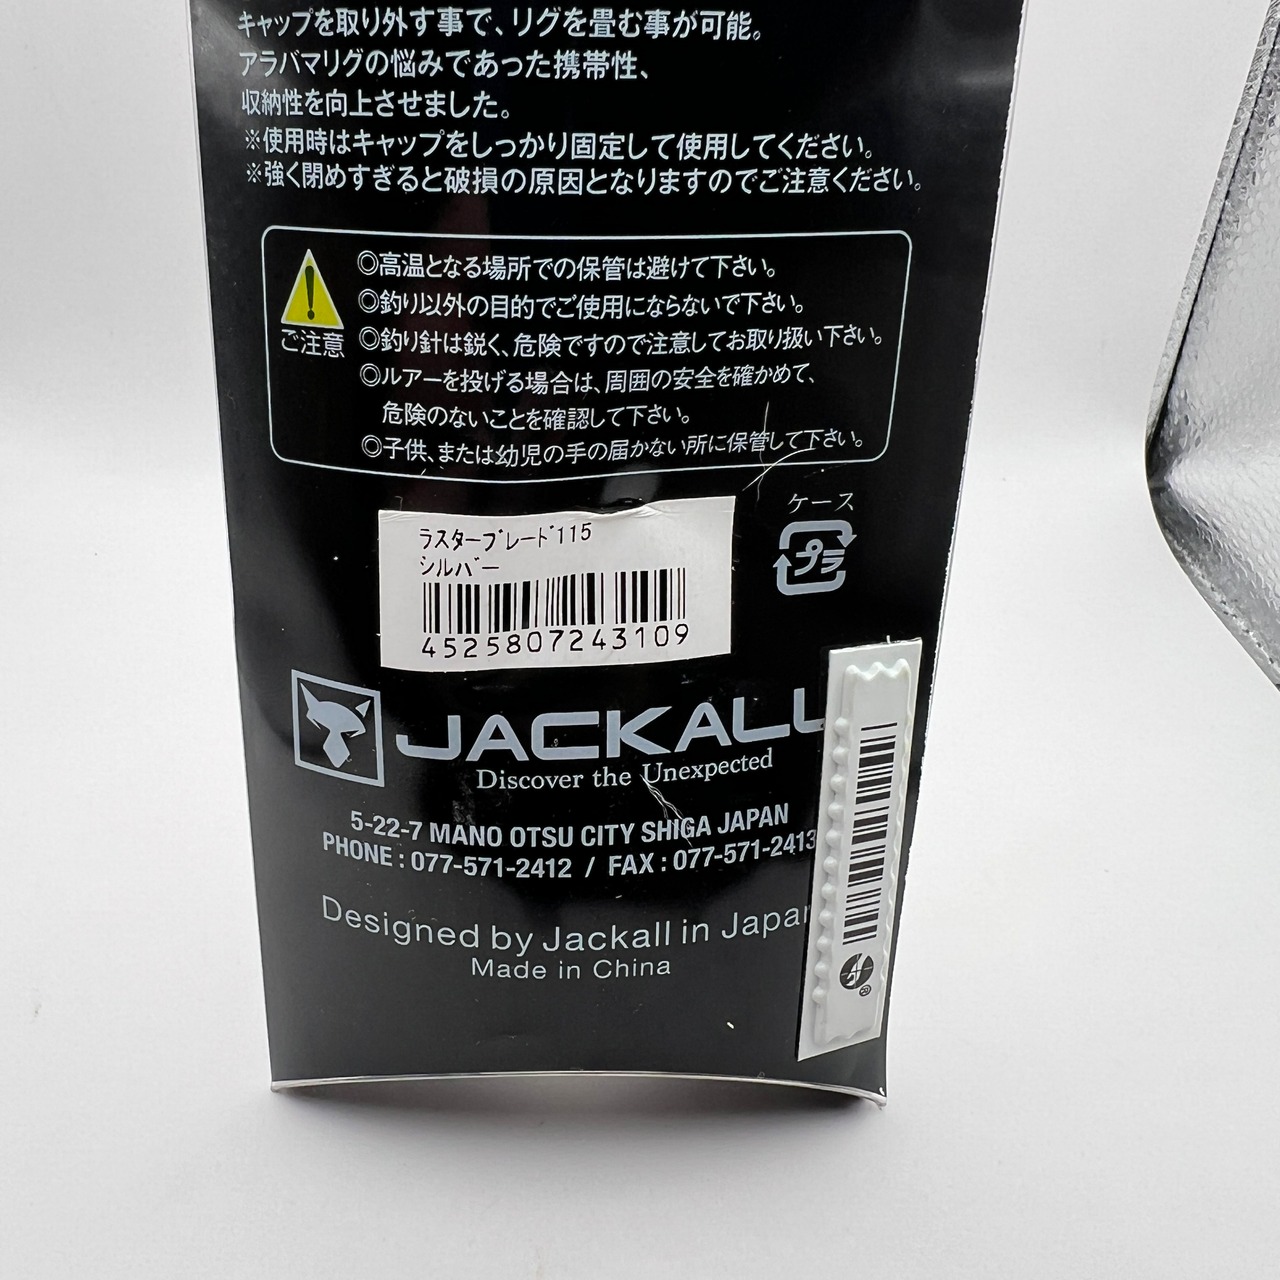 キャップを取り外す事で、リグを畳む事が可能。
アラバマリグの悩みであった携帯性、
収納性を向上させました。
※使用時はキャップをしっかり固定して使用してください。
※強く閉めすぎると破損の原因となりますのでご注意ください。
ご注意
◎高温となる場所での保管は避けて下さい。
◎釣り以外の目的でご使用にならないで下さい。
◎釣り針は鋭く、危険ですので注意してお取り扱い下さい。
◎ルアーを投げる場合は、周囲の安全を確かめて、
危険のないことを確認して下さい。
◎子供、または幼児の手の届かない所に保管して下さい。
ケース
プラ
ラスターブレード115
シルバー
4525807243109
JACKALL
Discover the Unexpected
5-22-7 MANO OTSU CITY SHIGA JAPAN
PHONE : 077-571-2412 / FAX : 077-571-2413
Designed by Jackall in Japan
Made in China